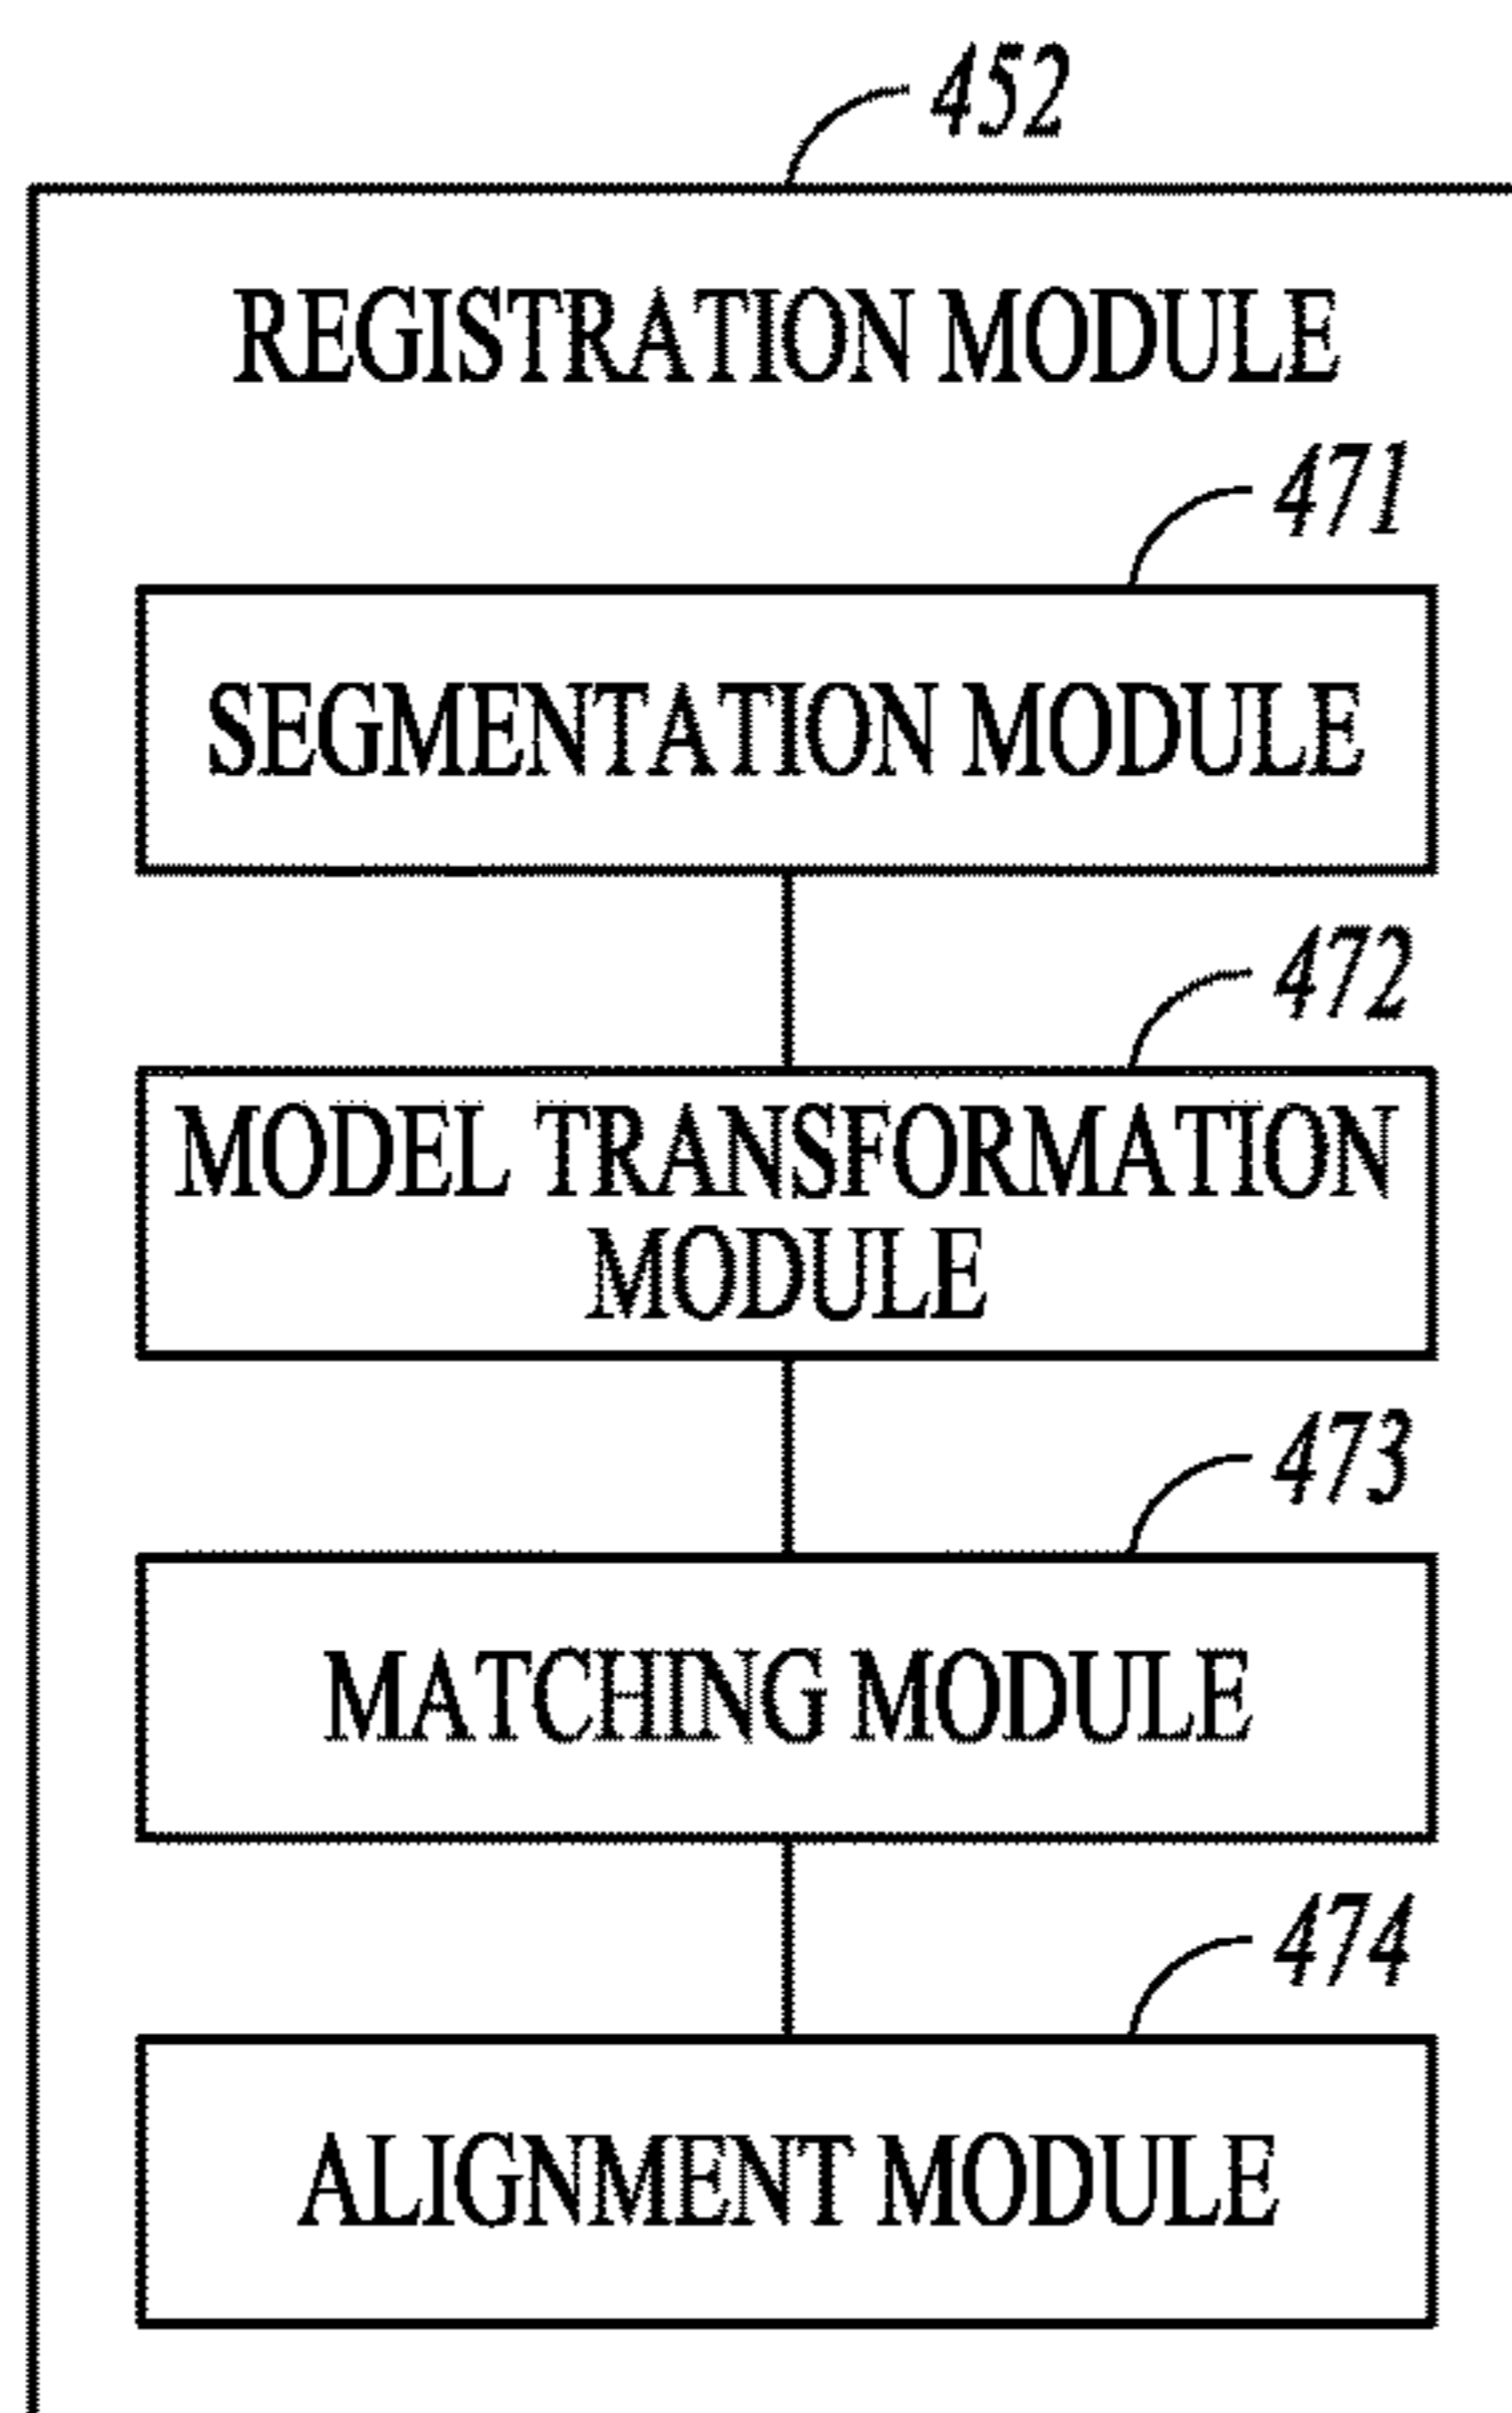 452
REGISTRATION MODULE
471
SEGMENTATION MODULE
472
MODEL TRANSFORMATION
MODULE
473
MATCHING MODULE
474
ALIGNMENT MODULE